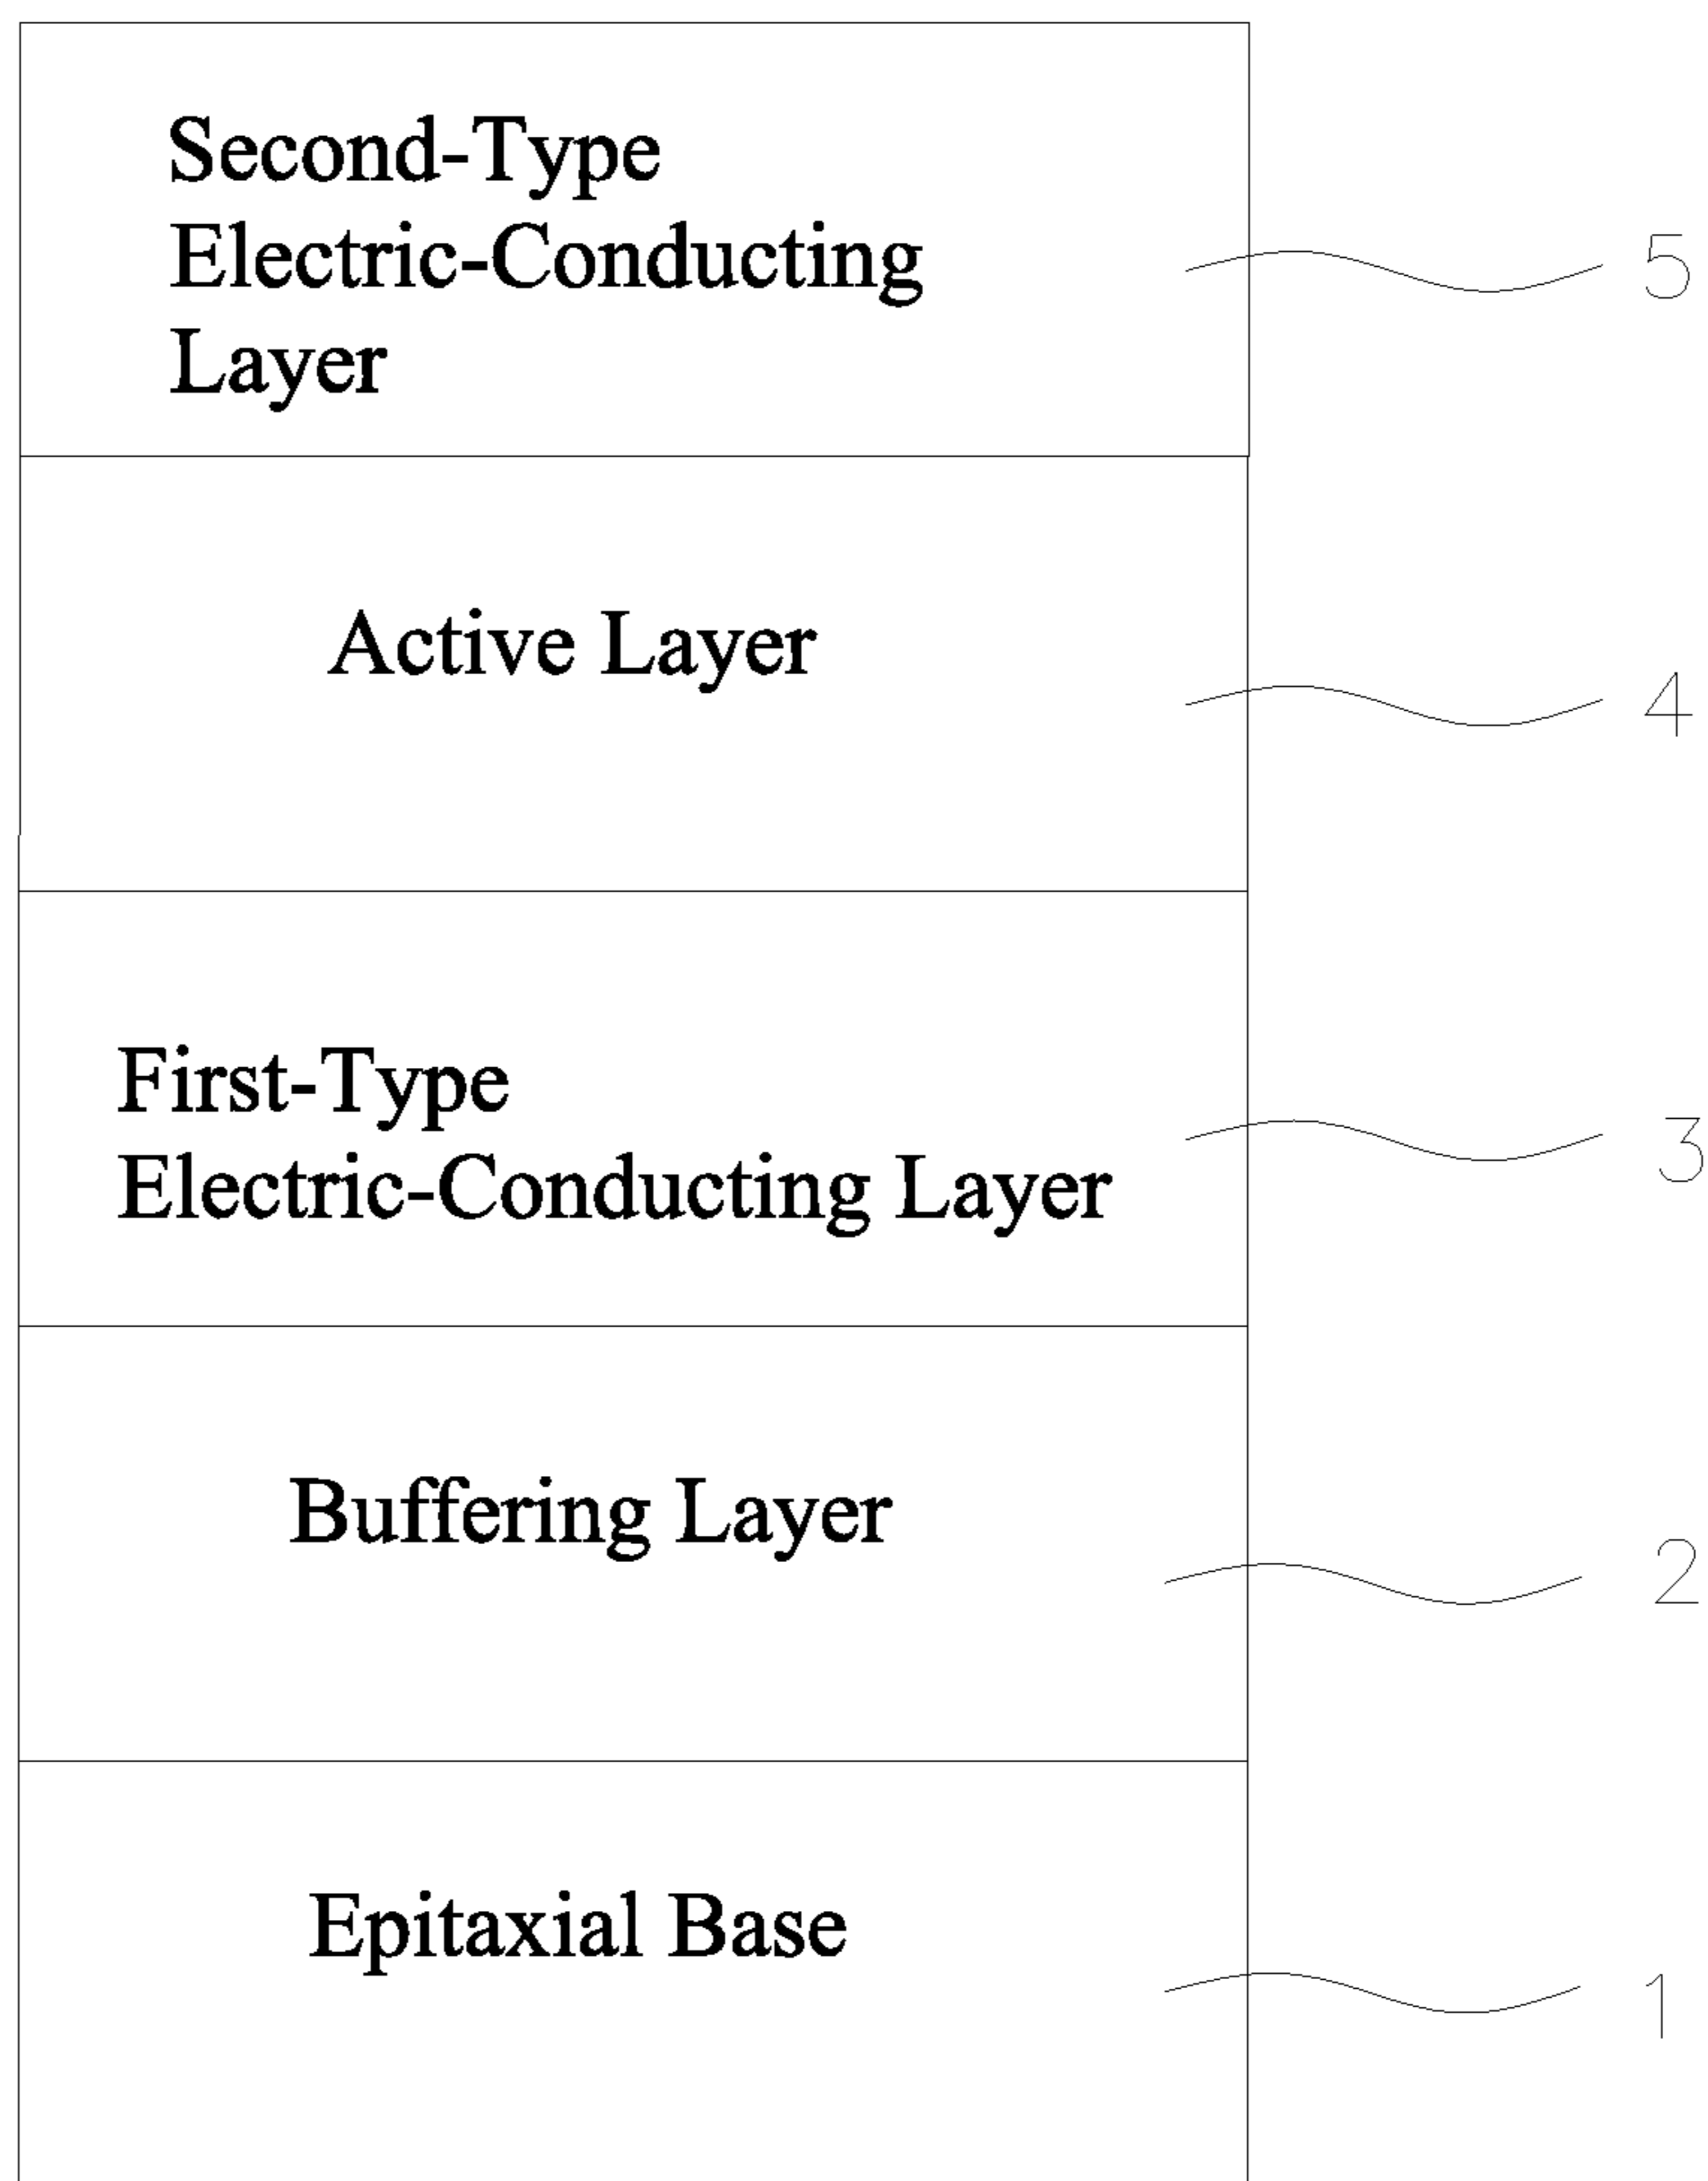 Second-Type
Electric-Conducting
Layer
5
Active Layer
4
First-Type
Electric-Conducting Layer
3
Buffering Layer
2
Epitaxial Base
1